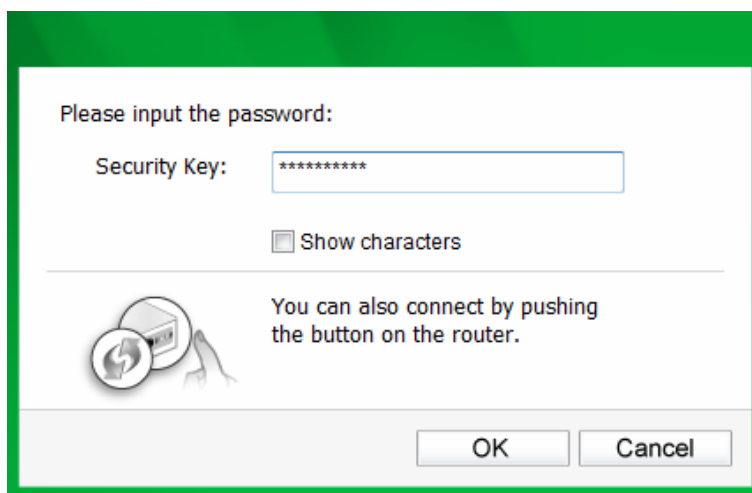 Please input the password:
Security Key: **********
Show characters
You can also connect by pushing
the button on the router.
OK Cancel